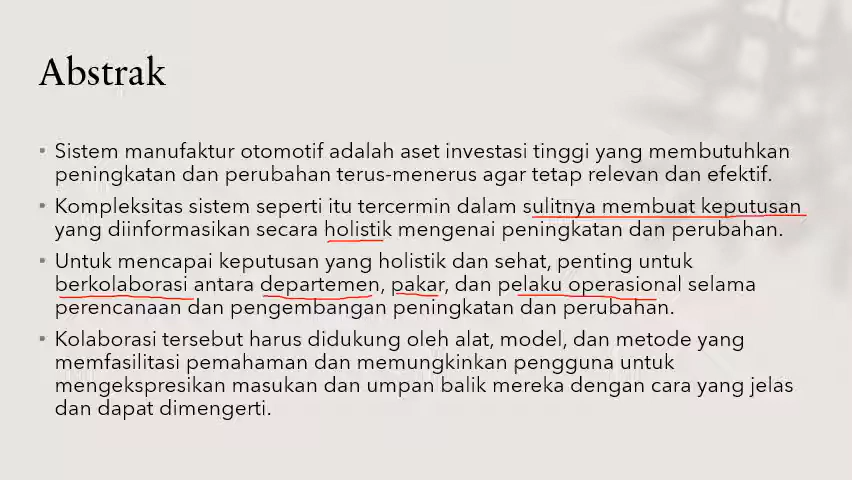 Abstrak
• Sistem manufaktur otomotif adalah aset investasi tinggi yang membutuhkan
peningkatan dan perubahan terus-menerus agar tetap relevan dan efektif.
• Kompleksitas sistem seperti itu tercermin dalam sulitnya membuat keputusan
yang diinformasikan secara holistik mengenai peningkatan dan perubahan.
• Untuk mencapai keputusan yang holistik dan sehat, penting untuk
berkolaborasi antara departemen, pakar, dan pelaku operasional selama
perencanaan dan pengembangan peningkatan dan perubahan.
• Kolaborasi tersebut harus didukung oleh alat, model, dan metode yang
memfasilitasi pemahaman dan memungkinkan pengguna untuk
mengekspresikan masukan dan umpan balik mereka dengan cara yang jelas
dan dapat dimengerti.